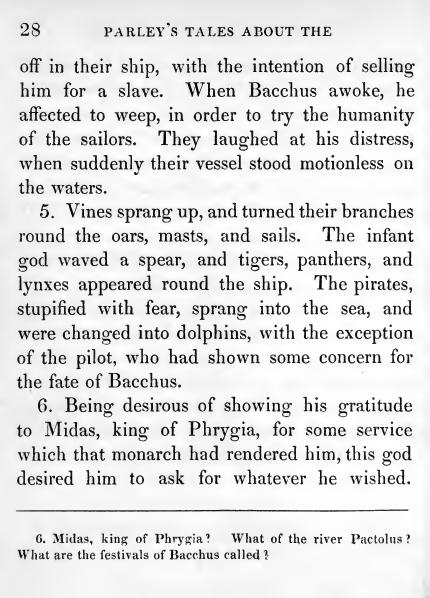 28 PARLEY'S TALES ABOUT THE
off in their ship, with the intention of selling
him for a slave. When Bacchus awoke, he
affected to weep, in order to try the humanity
of the sailors. They laughed at his distress,
when suddenly their vessel stood motionless on
the waters.
5. Vines sprang up, and turned their branches
round the oars, masts, and sails. The infant
god waved a spear, and tigers, panthers, and
lynxes appeared round the ship. The pirates,
stupified with fear, sprang into the sea, and
were changed into dolphins, with the exception
of the pilot, who had shown some concern for
the fate of Bacchus.
6. Being desirous of showing his gratitude
to Midas, king of Phrygia, for some service
which that monarch had rendered him, this god
desired him to ask for whatever he wished.
6. Midas, king of Phrygia? What of the river Pactolus?
What are the festivals of Bacchus called?